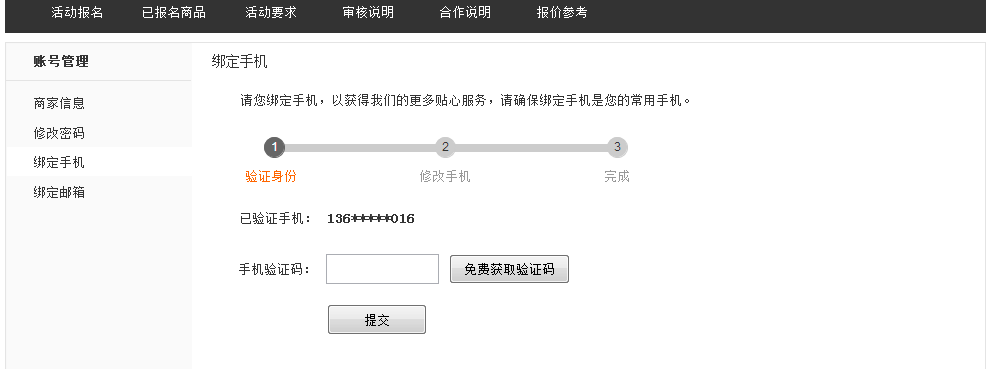 活动报名 已报名商品 活动要求 审核说明 合作说明 报价参考
账号管理
商家信息
修改密码
绑定手机
绑定邮箱
绑定手机
请您绑定手机，以获得我们的更多贴心服务，请确保绑定手机是您的常用手机。
1 2 3
验证身份 修改手机 完成
已验证手机： 136*****016
手机验证码： 免费获取验证码
提交